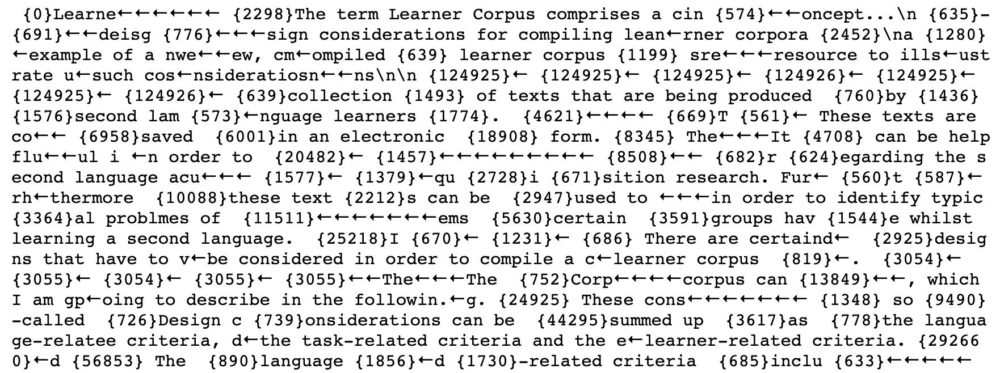 {0}Learne←←←←←←← {2298}The term Learner Corpus comprises a cin {574}←←oncept...\n {635}-
{691}←←deisg {776}←←←sign considerations for compiling lean←rner corpora {2452}\na {1280}
←example of a nwe←←ew, cm←ompiled {639} learner corpus {1199} sre←←←resource to ills←ust
rate u←such cos←nsideratiosn←←ns\n\n {124925}← {124925}← {124925}← {124926}← {124925}←
{124925}← {124926}← {639}collection {1493} of texts that are being produced  {760}by {1436}
{1576}second lam {573}←nguage learners {1774}.  {4621}←←←← {669}T {561}← These texts are
co←← {6958}saved  {6001}in an electronic  {18908} form. {8345} The←←←It {4708} can be help
flu←←ul i ←n order to  {20482}← {1457}←←←←←←←←← {8508}←← {682}r {624}egarding the s
econd language acu←←← {1577}← {1379}←qu {2728}i {671}sition research. Fur← {560}t {587}←
rh←thermore  {10088}these text {2212}s can be  {2947}used to ←←←in order to identify typic
{3364}al problmes of  {11511}←←←←←←←ems  {5630}certain  {3591}groups hav {1544}e whilst
learning a second language.  {25218}I {670}← {1231}← {686} There are certaind←  {2925}desig
ns that have to v←be considered in order to compile a c←learner corpus  {819}←.  {3054}←
{3055}← {3054}← {3055}← {3055}←←The←←←The  {752}Corp←←←←corpus can {13849}←←, which
I am gp←oing to describe in the followin.←g. {24925} These cons←←←←←←← {1348} so {9490}
-called  {726}Design c {739}onsiderations can be  {44295}summed up  {3617}as  {778}the langua
ge-relatee criteria, d←the task-related criteria and the e←learner-related criteria. {29266
0}←d {56853} The  {890}language {1856}←d {1730}-related criteria  {685}inclu {633}←←←←←